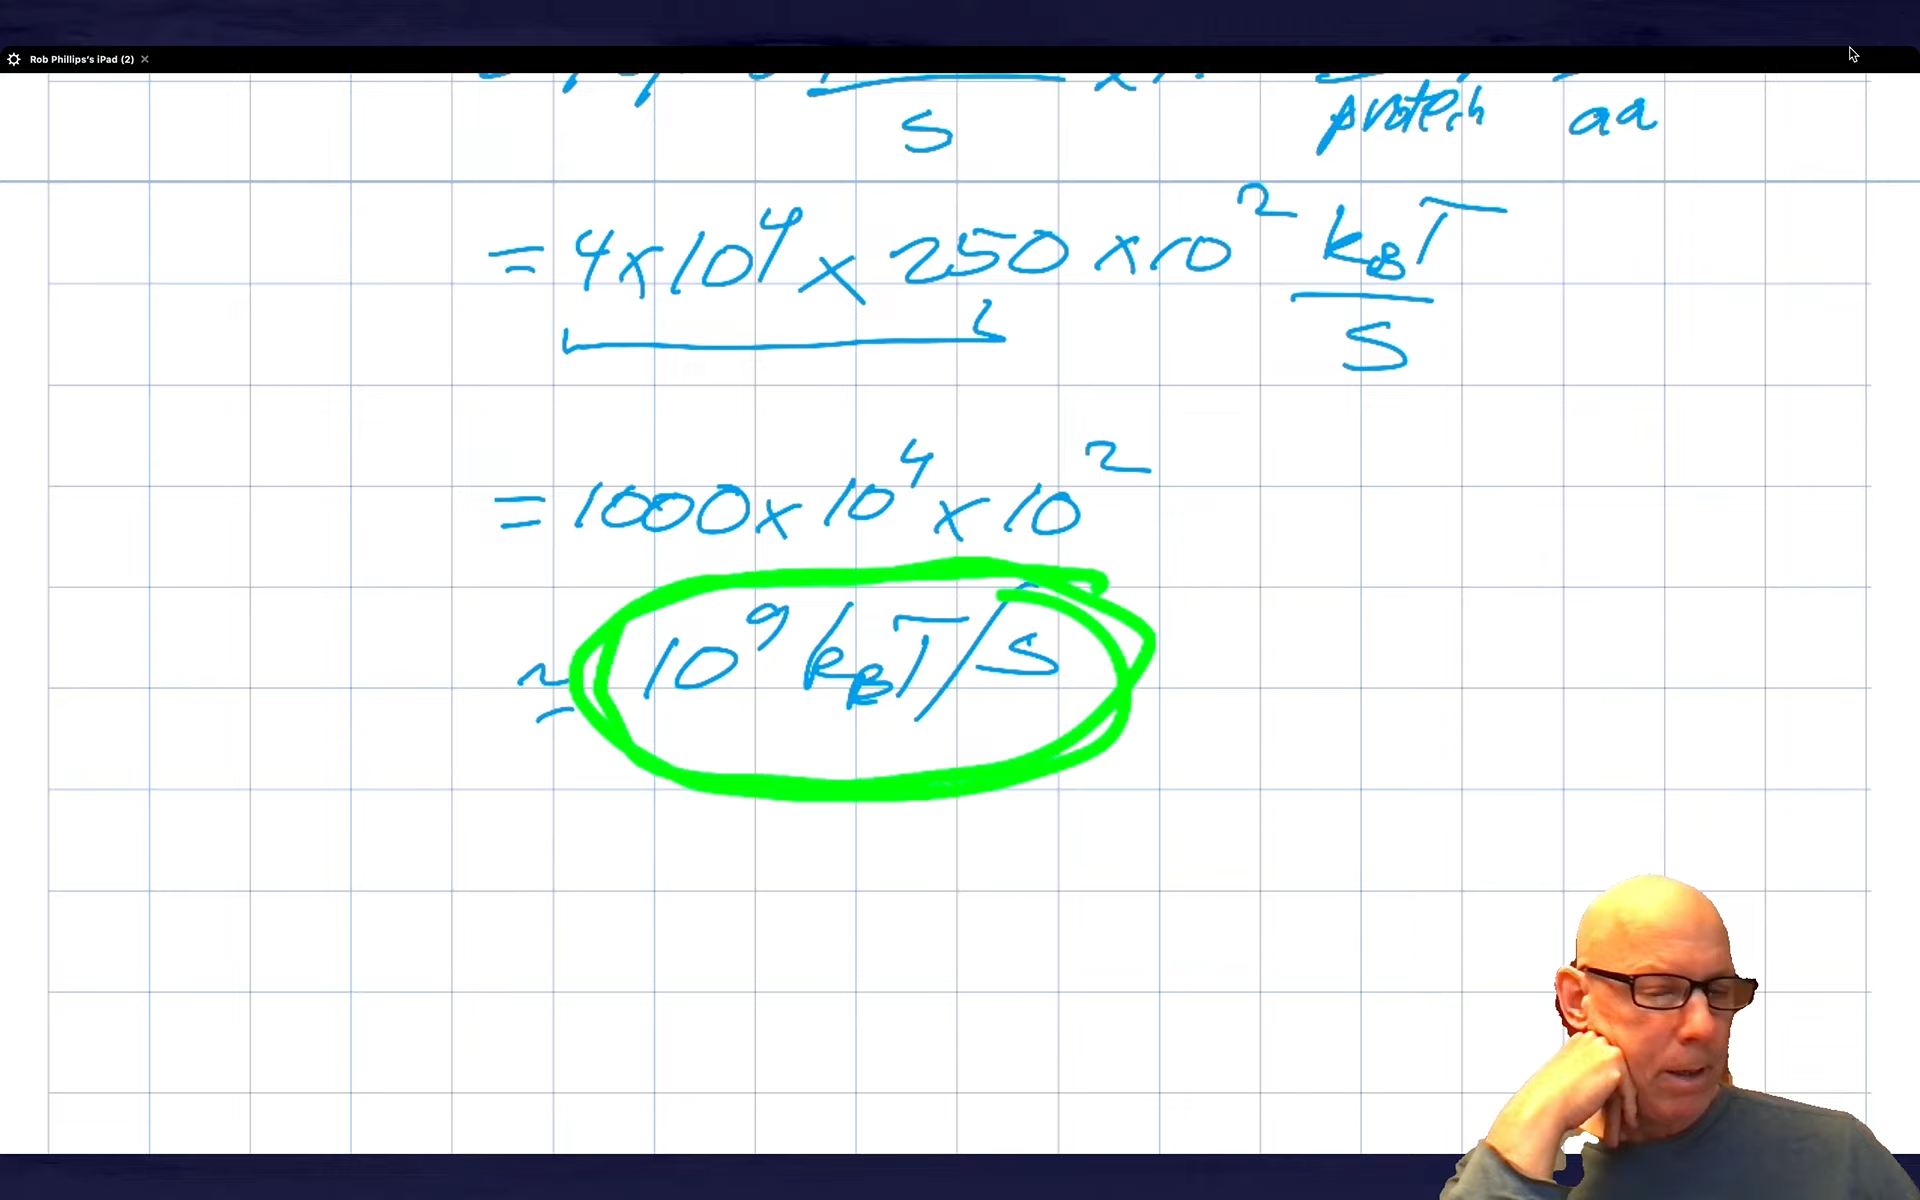 Rob Phillips's iPad (2)
s protein aa
= 4×10⁴ × 250 ×10² k_BT
s
= 1000× 10⁴ × 10²
≃ 10⁹ k_BT/s